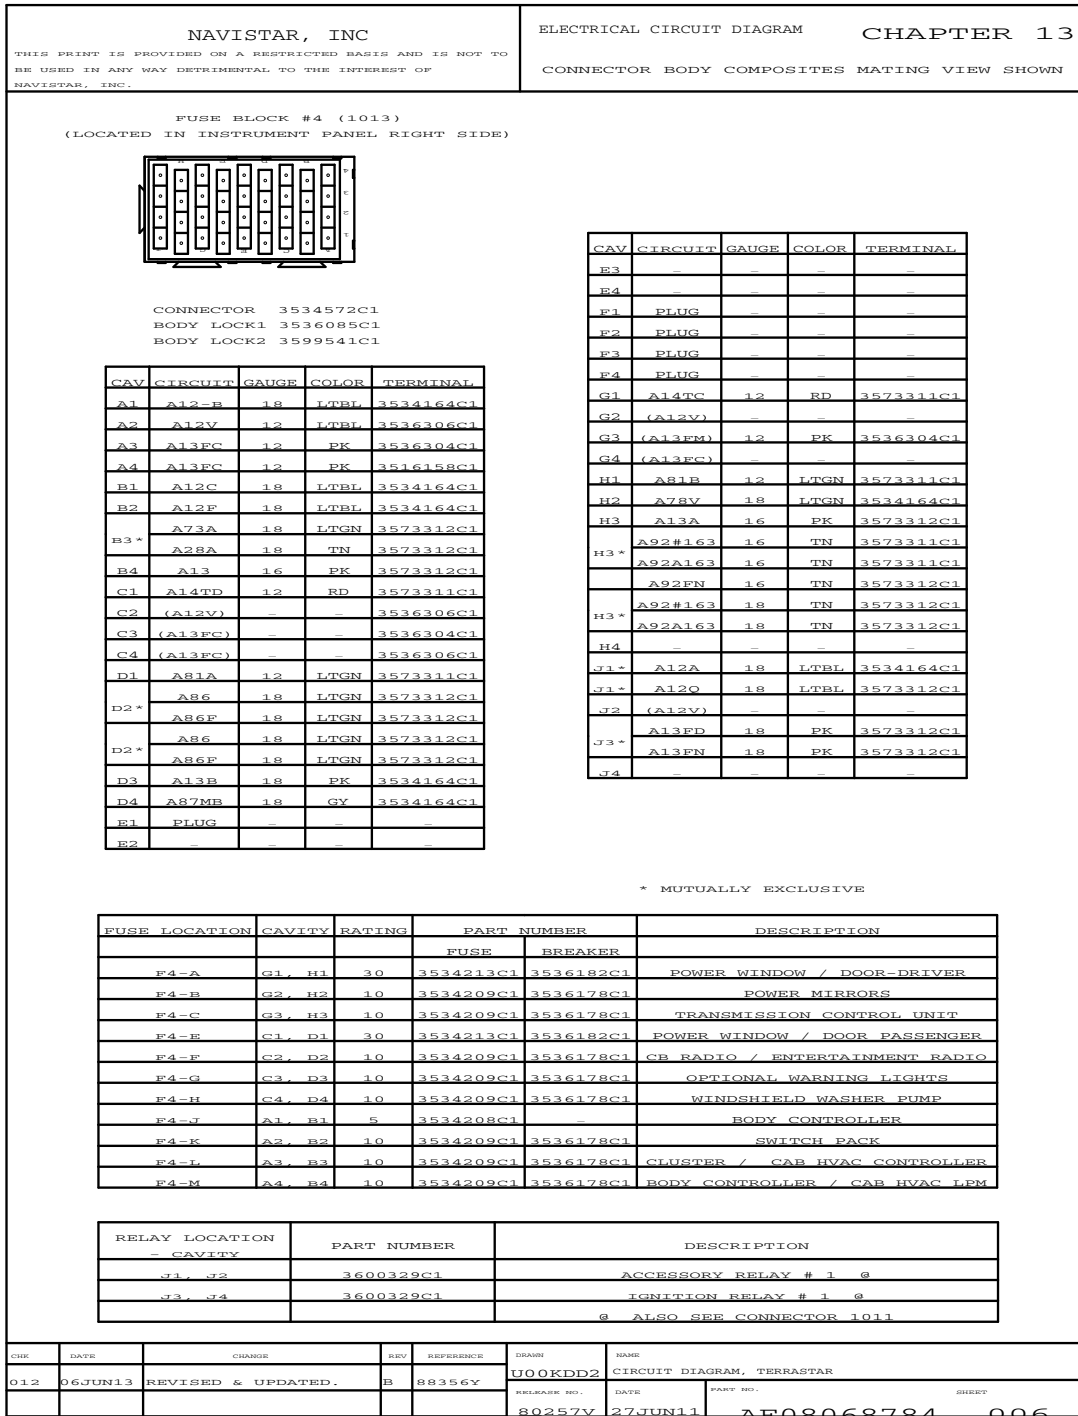 NAVISTAR, INC
THIS PRINT IS PROVIDED ON A RESTRICTED BASIS AND IS NOT TO
BE USED IN ANY WAY DETRIMENTAL TO THE INTEREST OF
NAVISTAR, INC.
ELECTRICAL CIRCUIT DIAGRAM CHAPTER 13
CONNECTOR BODY COMPOSITES MATING VIEW SHOWN
FUSE BLOCK #4 (1013)
(LOCATED IN INSTRUMENT PANEL RIGHT SIDE)
CONNECTOR 3534572C1
BODY LOCK1 3536085C1
BODY LOCK2 3599541C1
CAV CIRCUIT GAUGE COLOR TERMINAL
A1 A12-B 18 LTBL 3534164C1
A2 A12V 12 LTBL 3536306C1
A3 A13FC 12 PK 3536304C1
A4 A13FC 12 PK 3516158C1
B1 A12C 18 LTBL 3534164C1
B2 A12F 18 LTBL 3534164C1
B3* A73A 18 LTGN 3573312C1
A28A 18 TN 3573312C1
B4 A13 16 PK 3573312C1
C1 A14TD 12 RD 3573311C1
C2 (A12V) - - 3536306C1
C3 (A13FC) - - 3536304C1
C4 (A13FC) - - 3536306C1
D1 A81A 12 LTGN 3573311C1
D2* A86 18 LTGN 3573312C1
A86F 18 LTGN 3573312C1
D2* A86 18 LTGN 3573312C1
A86F 18 LTGN 3573312C1
D3 A13B 18 PK 3534164C1
D4 A87MB 18 GY 3534164C1
E1 PLUG - - -
E2 - - - -
CAV CIRCUIT GAUGE COLOR TERMINAL
E3 - - - -
E4 - - - -
F1 PLUG - - -
F2 PLUG - - -
F3 PLUG - - -
F4 PLUG - - -
G1 A14TC 12 RD 3573311C1
G2 (A12V) - - -
G3 (A13FM) 12 PK 3536304C1
G4 (A13FC) - - -
H1 A81B 12 LTGN 3573311C1
H2 A78V 18 LTGN 3534164C1
H3 A13A 16 PK 3573312C1
H3* A92#163 16 TN 3573311C1
A92A163 16 TN 3573311C1
A92FN 16 TN 3573312C1
H3* A92#163 18 TN 3573312C1
A92A163 18 TN 3573312C1
H4 - - - -
J1* A12A 18 LTBL 3534164C1
J1* A12Q 18 LTBL 3573312C1
J2 (A12V) - - -
J3* A13FD 18 PK 3573312C1
A13FN 18 PK 3573312C1
J4 - - - -
* MUTUALLY EXCLUSIVE
FUSE LOCATION CAVITY RATING PART NUMBER DESCRIPTION
FUSE BREAKER
F4-A G1, H1 30 3534213C1 3536182C1 POWER WINDOW / DOOR-DRIVER
F4-B G2, H2 10 3534209C1 3536178C1 POWER MIRRORS
F4-C G3, H3 10 3534209C1 3536178C1 TRANSMISSION CONTROL UNIT
F4-E C1, D1 30 3534213C1 3536182C1 POWER WINDOW / DOOR PASSENGER
F4-F C2, D2 10 3534209C1 3536178C1 CB RADIO / ENTERTAINMENT RADIO
F4-G C3, D3 10 3534209C1 3536178C1 OPTIONAL WARNING LIGHTS
F4-H C4, D4 10 3534209C1 3536178C1 WINDSHIELD WASHER PUMP
F4-J A1, B1 5 3534208C1 - BODY CONTROLLER
F4-K A2, B2 10 3534209C1 3536178C1 SWITCH PACK
F4-L A3, B3 10 3534209C1 3536178C1 CLUSTER / CAB HVAC CONTROLLER
F4-M A4, B4 10 3534209C1 3536178C1 BODY CONTROLLER / CAB HVAC LPM
RELAY LOCATION
- CAVITY PART NUMBER DESCRIPTION
J1, J2 3600329C1 ACCESSORY RELAY # 1 @
J3, J4 3600329C1 IGNITION RELAY # 1 @
@ ALSO SEE CONNECTOR 1011
CHK DATE CHANGE REV REFERENCE DRAWN NAME
012 06JUN13 REVISED & UPDATED. B 88356Y U00KDD2 CIRCUIT DIAGRAM, TERRASTAR
RELEASE NO. DATE PART NO. SHEET
80257V 27JUN11 AE08068784 006